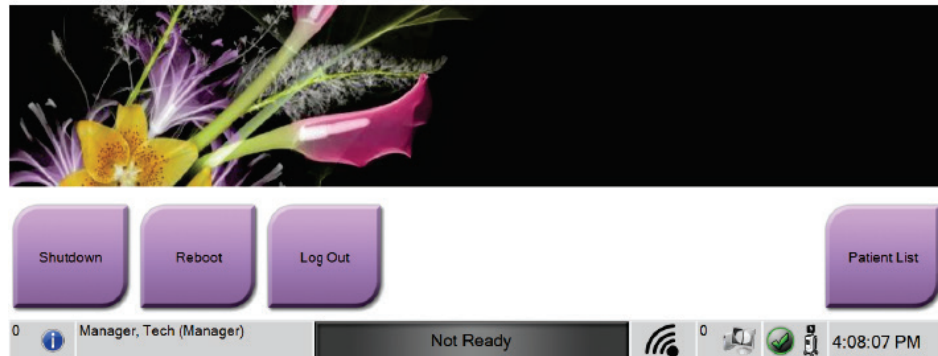 Shutdown
Reboot
Log Out
Patient List
0
Manager, Tech (Manager)
Not Ready
0
4:08:07 PM